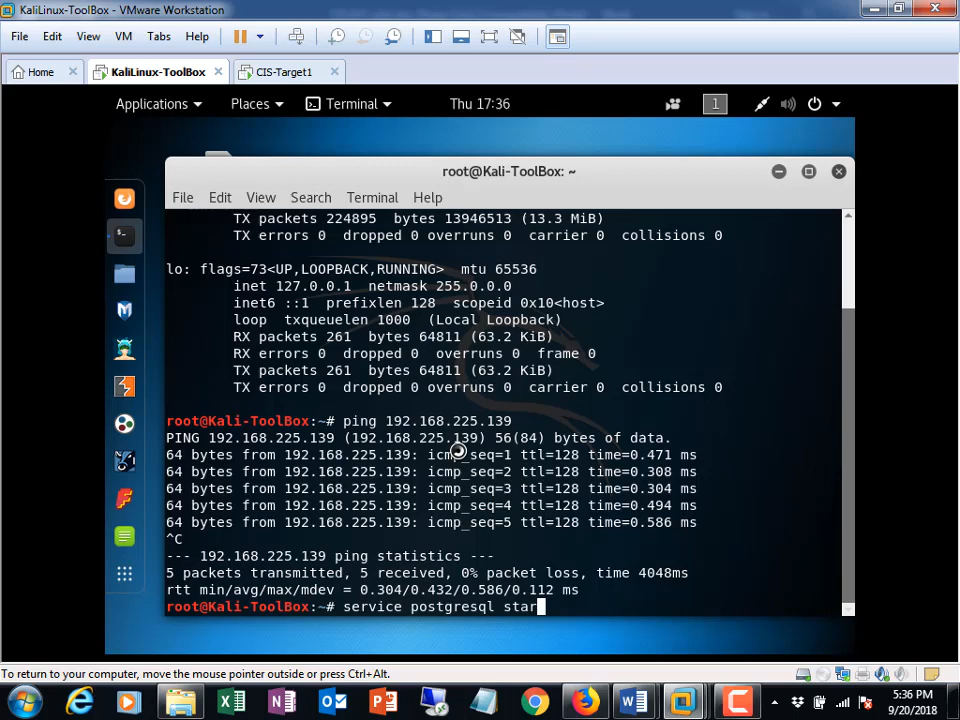 KaliLinux-ToolBox - VMware Workstation
File Edit View VM Tabs Help
Home KaliLinux-ToolBox CIS-Target1
Applications Places Terminal Thu 17:36 1
root@Kali-ToolBox: ~
File Edit View Search Terminal Help
TX packets 224895 bytes 13946513 (13.3 MiB)
TX errors 0 dropped 0 overruns 0 carrier 0 collisions 0
lo: flags=73<UP,LOOPBACK,RUNNING> mtu 65536
inet 127.0.0.1 netmask 255.0.0.0
inet6 ::1 prefixlen 128 scopeid 0x10<host>
loop txqueuelen 1000 (Local Loopback)
RX packets 261 bytes 64811 (63.2 KiB)
RX errors 0 dropped 0 overruns 0 frame 0
TX packets 261 bytes 64811 (63.2 KiB)
TX errors 0 dropped 0 overruns 0 carrier 0 collisions 0
root@Kali-ToolBox:~# ping 192.168.225.139
PING 192.168.225.139 (192.168.225.139) 56(84) bytes of data.
64 bytes from 192.168.225.139: icmp_seq=1 ttl=128 time=0.471 ms
64 bytes from 192.168.225.139: icmp_seq=2 ttl=128 time=0.308 ms
64 bytes from 192.168.225.139: icmp_seq=3 ttl=128 time=0.304 ms
64 bytes from 192.168.225.139: icmp_seq=4 ttl=128 time=0.494 ms
64 bytes from 192.168.225.139: icmp_seq=5 ttl=128 time=0.586 ms
^C
--- 192.168.225.139 ping statistics ---
5 packets transmitted, 5 received, 0% packet loss, time 4048ms
rtt min/avg/max/mdev = 0.304/0.432/0.586/0.112 ms
root@Kali-ToolBox:~# service postgresql star
To return to your computer, move the mouse pointer outside or press Ctrl+Alt.
5:36 PM
9/20/2018